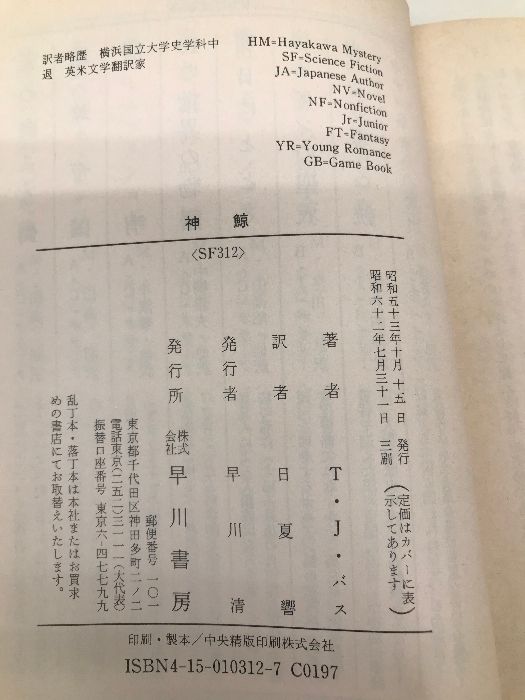 訳者略歴 横浜国立大学史学科中
退 英米文学翻訳家
HM=Hayakawa Mystery
SF=Science Fiction
JA=Japanese Author
NV=Novel
NF=Nonfiction
Jr=Junior
FT=Fantasy
YR=Young Romance
GB=Game Book
神鯨
〈SF312〉
昭和五十三年十月十五日 発行
昭和六十二年七月三十一日 三刷
(定価はカバーに表
示してあります)
著者 T・J・バス
訳者 日夏響
発行者 早川清
発行所 株式会社 早川書房
郵便番号 一〇一
東京都千代田区神田多町二ノ二
電話東京(二五二)三一一一(大代表)
振替口座番号 東京六-四七七九九
乱丁本・落丁本は本社またはお買求
めの書店にてお取替えいたします。
印刷・製本/中央精版印刷株式会社
ISBN4-15-010312-7 C0197